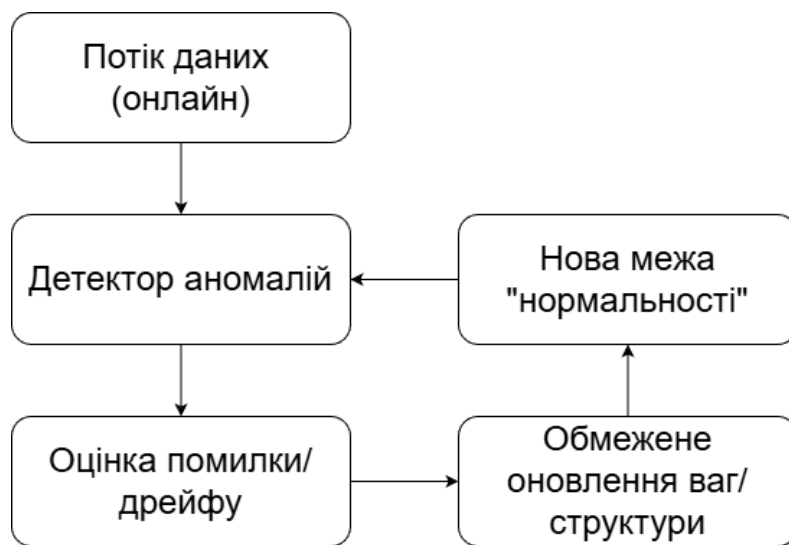 Потік даних
(онлайн)
Детектор аномалій
Нова межа
"нормальності"
Оцінка помилки/
дрейфу
Обмежене
оновлення ваг/
структури